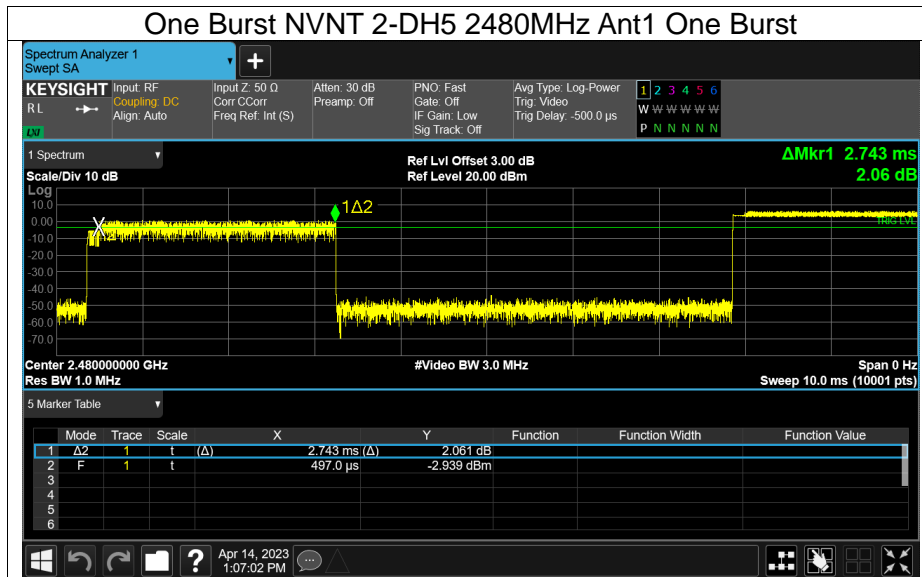 One Burst NVNT 2-DH5 2480MHz Ant1 One Burst
Spectrum Analyzer 1
Swept SA
+
KEYSIGHT Input: RF Input Z: 50 Ω Atten: 30 dB PNO: Fast Avg Type: Log-Power 1 2 3 4 5 6
RL Coupling: DC Corr CCorr Preamp: Off Gate: Off Trig: Video W W W W W W
Align: Auto Freq Ref: Int (S) IF Gain: Low Trig Delay: -500.0 µs
LXI Sig Track: Off P N N N N N
1 Spectrum Ref Lvl Offset 3.00 dB ΔMkr1 2.743 ms
Scale/Div 10 dB Ref Level 20.00 dBm 2.06 dB
Log
10.0 1Δ2
0.00 X TRIG LVL
-10.0 2
-20.0
-30.0
-40.0
-50.0
-60.0
-70.0
Center 2.480000000 GHz #Video BW 3.0 MHz Span 0 Hz
Res BW 1.0 MHz Sweep 10.0 ms (10001 pts)
5 Marker Table
Mode Trace Scale X Y Function Function Width Function Value
1 Δ2 1 t (Δ) 2.743 ms (Δ) 2.061 dB
2 F 1 t 497.0 µs -2.939 dBm
3
4
5
6
? Apr 14, 2023
1:07:02 PM